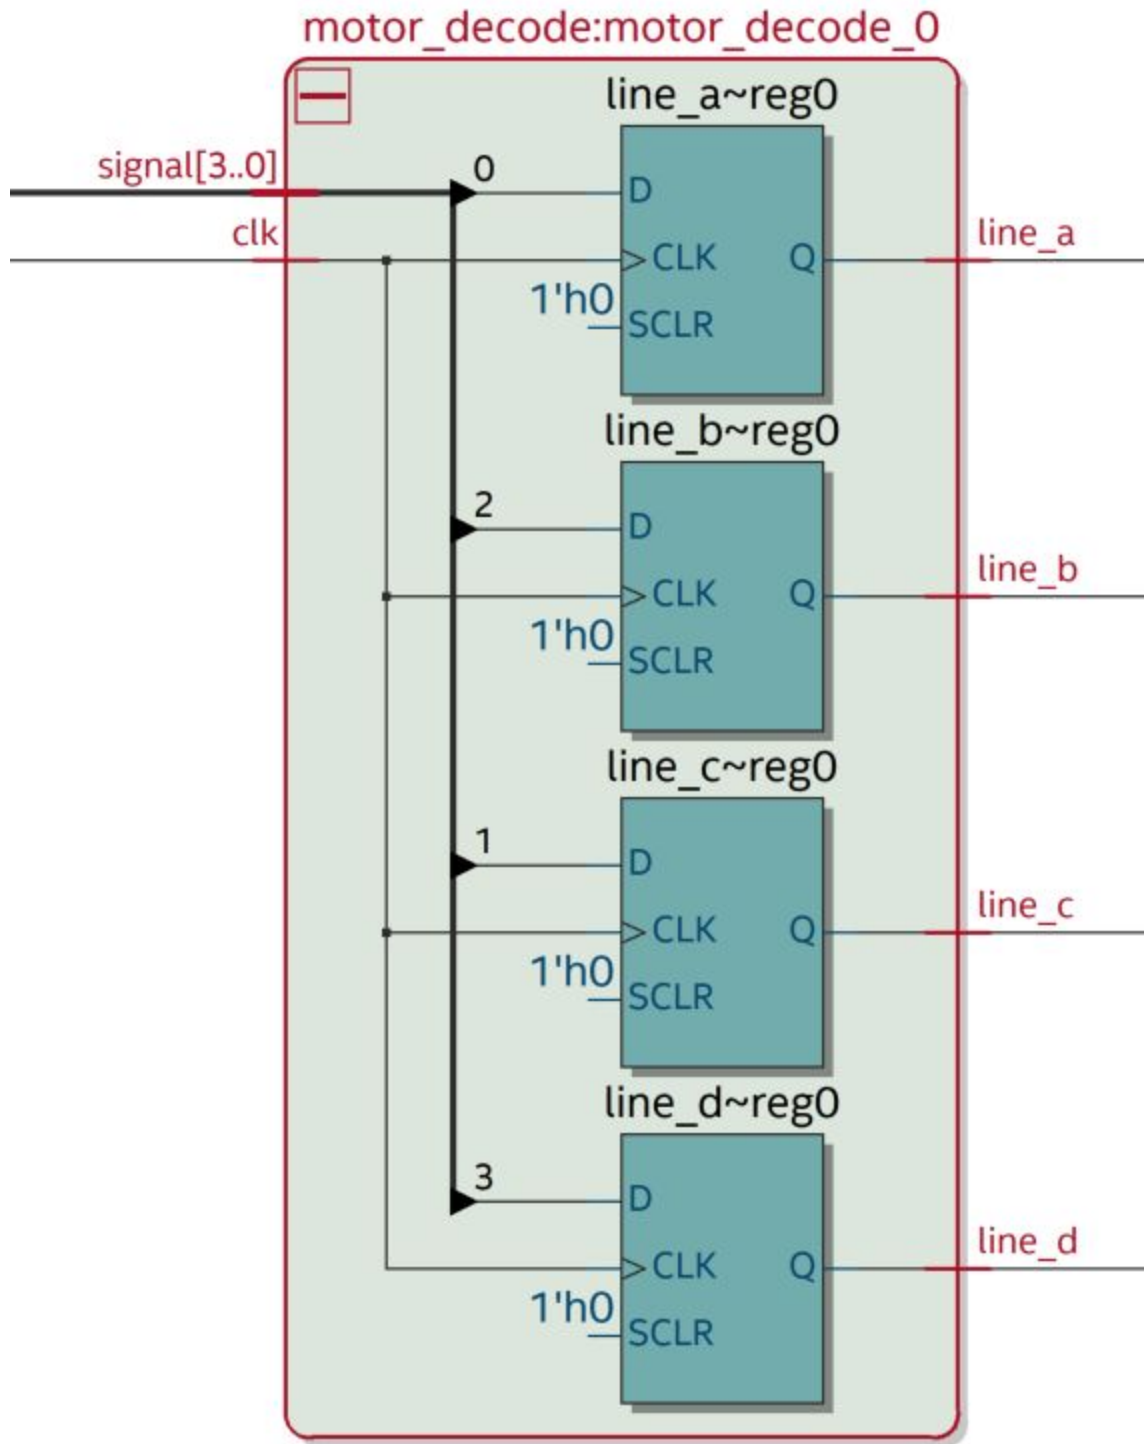 motor_decode:motor_decode_0
line_a~reg0
signal[3..0]
0
D
clk
CLK
Q
line_a
1'h0
SCLR
line_b~reg0
2
D
CLK
Q
line_b
1'h0
SCLR
line_c~reg0
1
D
CLK
Q
line_c
1'h0
SCLR
line_d~reg0
3
D
CLK
Q
line_d
1'h0
SCLR